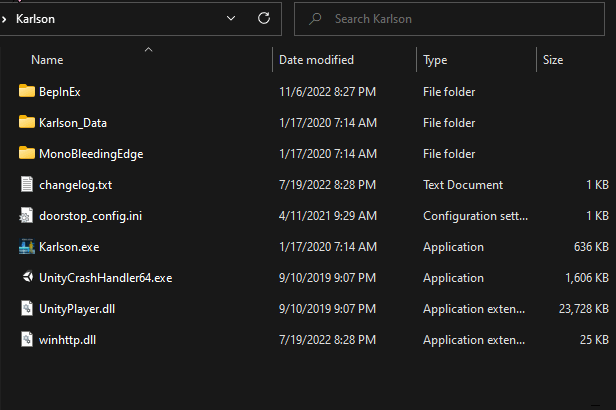 Karlson Search Karlson
Name Date modified Type Size
BepInEx 11/6/2022 8:27 PM File folder
Karlson_Data 1/17/2020 7:14 AM File folder
MonoBleedingEdge 1/17/2020 7:14 AM File folder
changelog.txt 7/19/2022 8:28 PM Text Document 1 KB
doorstop_config.ini 4/11/2021 9:29 AM Configuration sett... 1 KB
Karlson.exe 1/17/2020 7:14 AM Application 636 KB
UnityCrashHandler64.exe 9/10/2019 9:07 PM Application 1,606 KB
UnityPlayer.dll 9/10/2019 9:07 PM Application exten... 23,728 KB
winhttp.dll 7/19/2022 8:28 PM Application exten... 25 KB